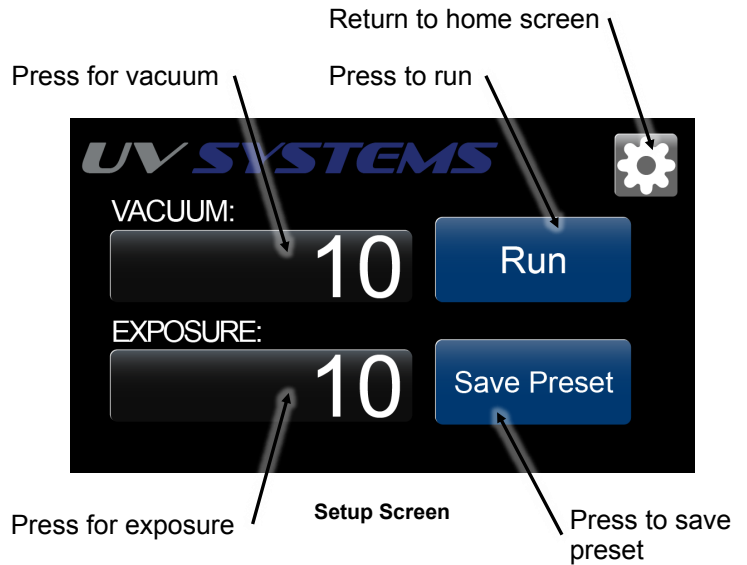 Return to home screen
Press for vacuum
Press to run
UV SYSTEMS
VACUUM:
10
Run
EXPOSURE:
10
Save Preset
Press for exposure
Setup Screen
Press to save
preset